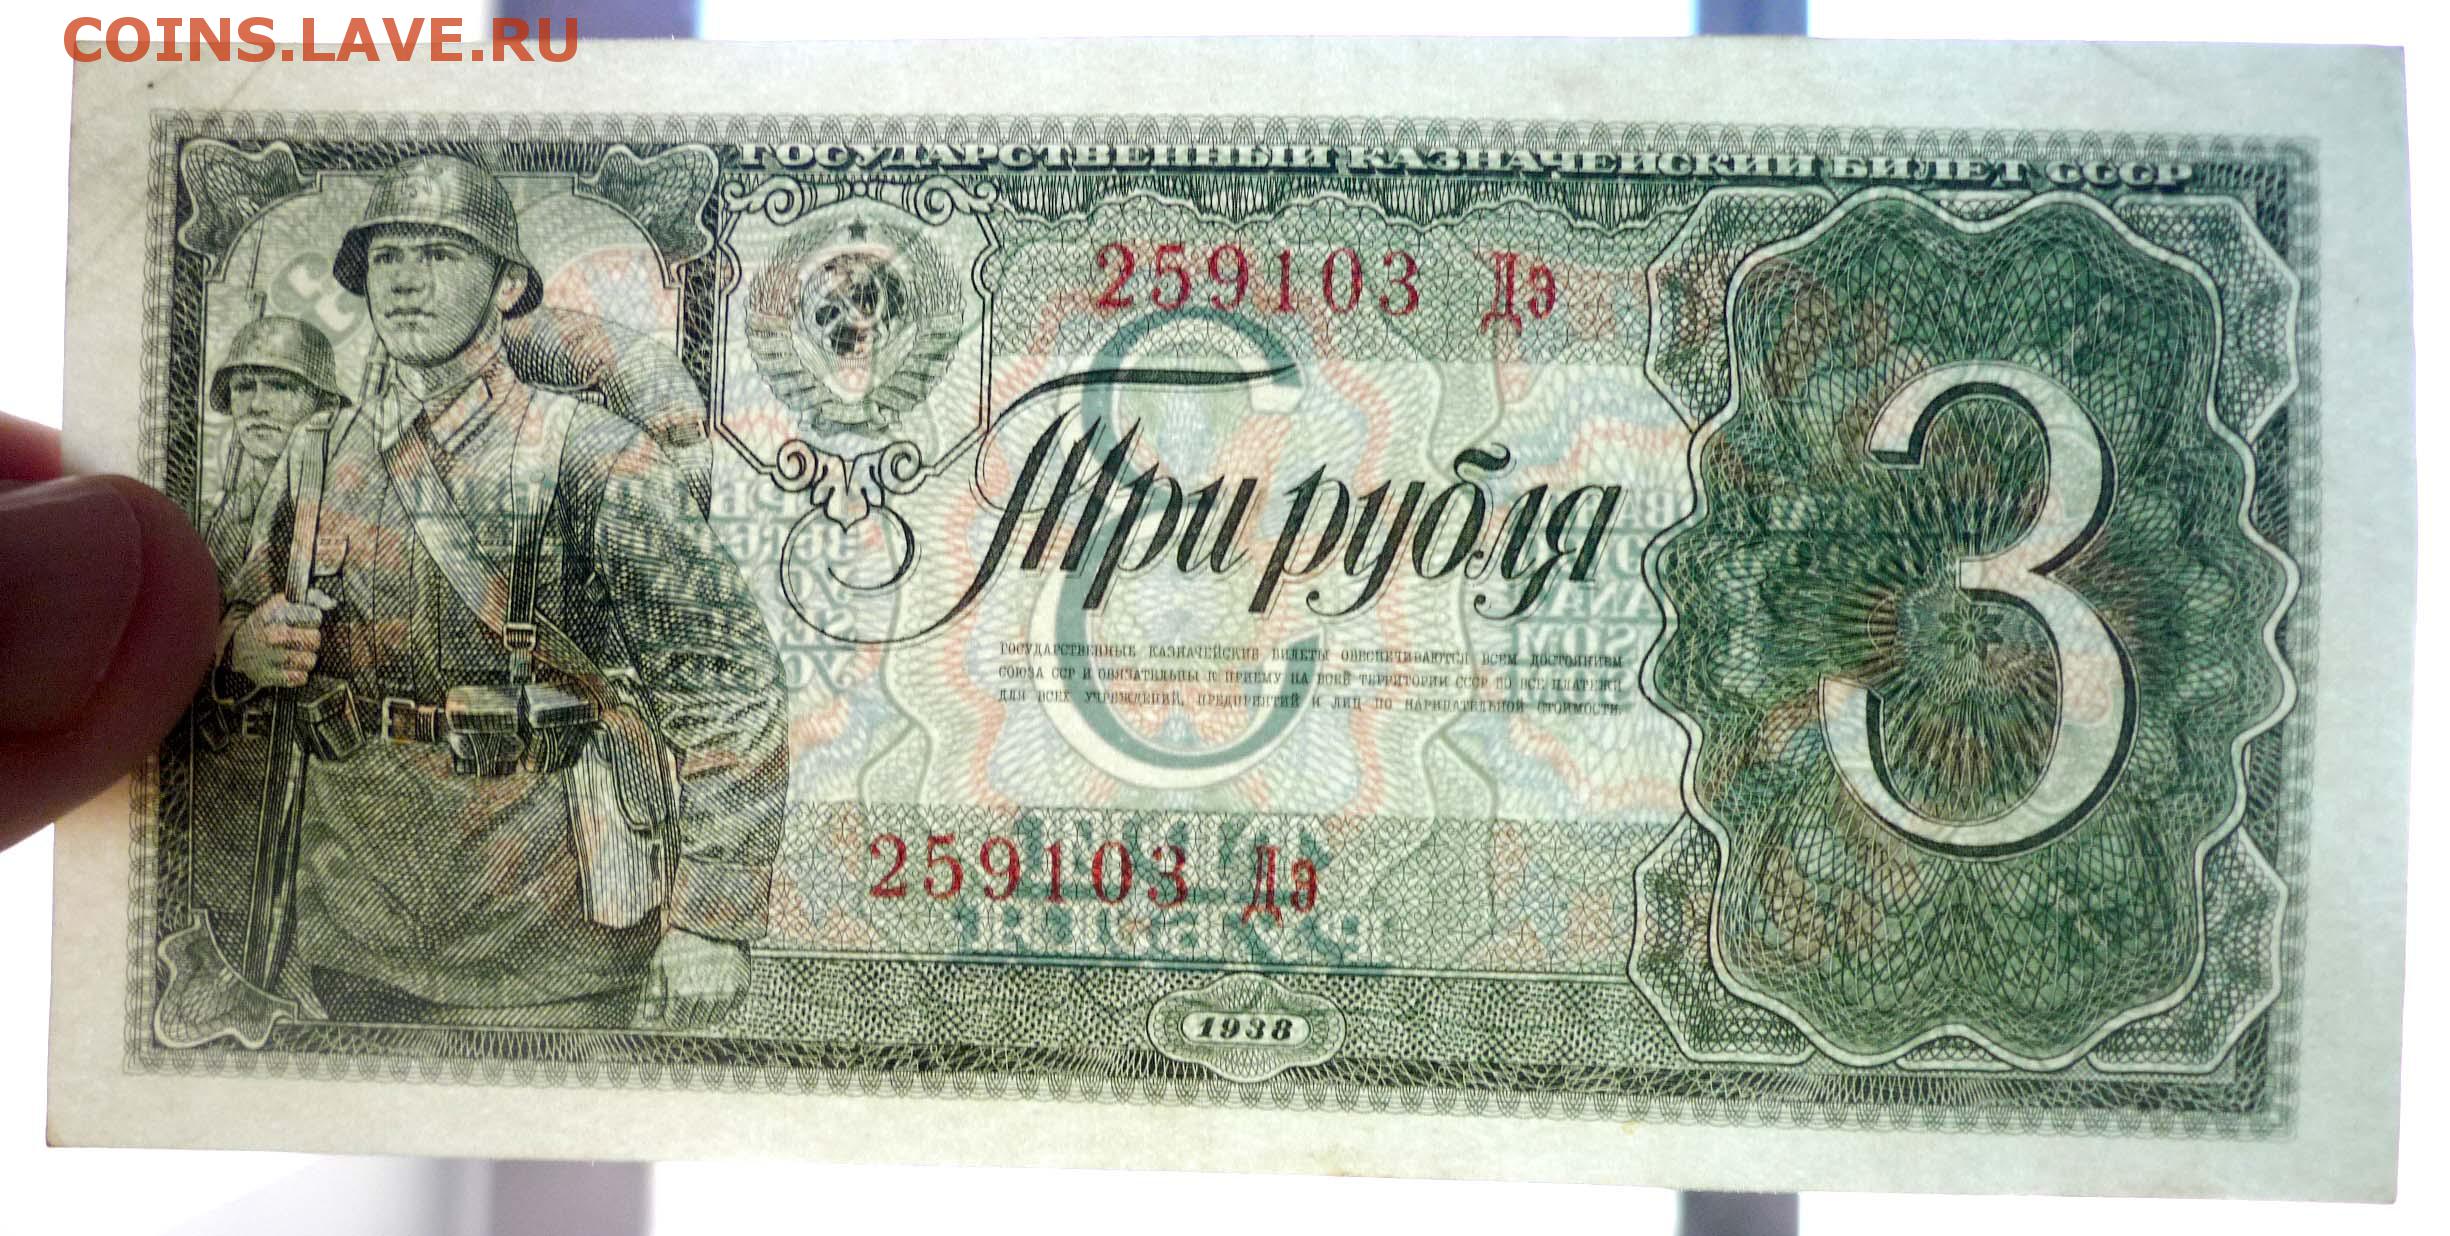 COINS.LAVE.RU
ГОСУДАРСТВЕННЫЙ КАЗНАЧЕЙСКИЙ БИЛЕТ СССР
259103 Дэ
Три рубля
3
ГОСУДАРСТВЕННЫЕ КАЗНАЧЕЙСКИЕ БИЛЕТЫ ОБЕСПЕЧИВАЮТСЯ ВСЕМ ДОСТОЯНИЕМ
СОЮЗА ССР И ОБЯЗАТЕЛЬНЫ К ПРИЕМУ НА ВСЕЙ ТЕРРИТОРИИ СССР ВО ВСЕ ПЛАТЕЖИ
ДЛЯ ВСЕХ УЧРЕЖДЕНИЙ, ПРЕДПРИЯТИЙ И ЛИЦ ПО НАРИЦАТЕЛЬНОЙ СТОИМОСТИ.
259103 Дэ
1938